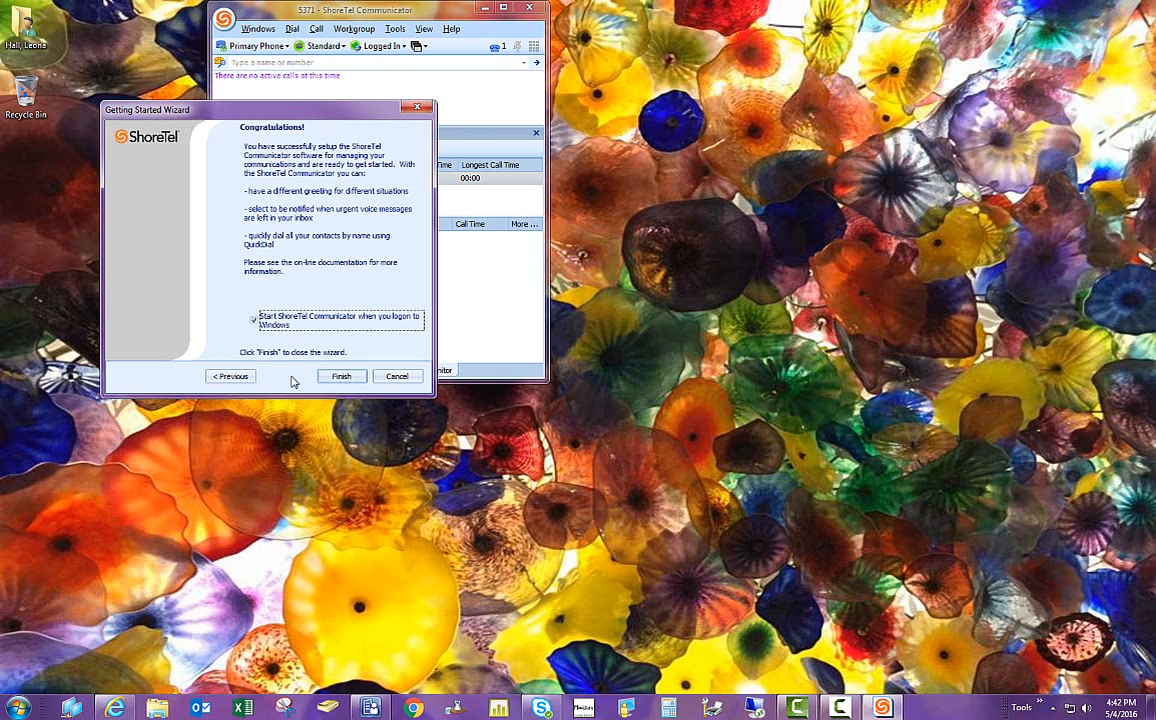 Hall, Leona
Recycle Bin
5371 - ShoreTel Communicator
Windows Dial Call Workgroup Tools View Help
Primary Phone Standard Logged In 1
Type a name or number
There are no active calls at this time
Time Longest Call Time
00:00
Call Time More ...
nitor
Getting Started Wizard
ShoreTel
Congratulations!
You have successfully setup the ShoreTel
Communicator software for managing your
communications and are ready to get started. With
the ShoreTel Communicator you can:
- have a different greeting for different situations
- select to be notified when urgent voice messages
are left in your inbox
- quickly dial all your contacts by name using
QuickDial
Please see the on-line documentation for more
information.
Start ShoreTel Communicator when you logon to
Windows
Click "Finish" to close the wizard.
< Previous Finish Cancel
Tools
4:42 PM
5/4/2016